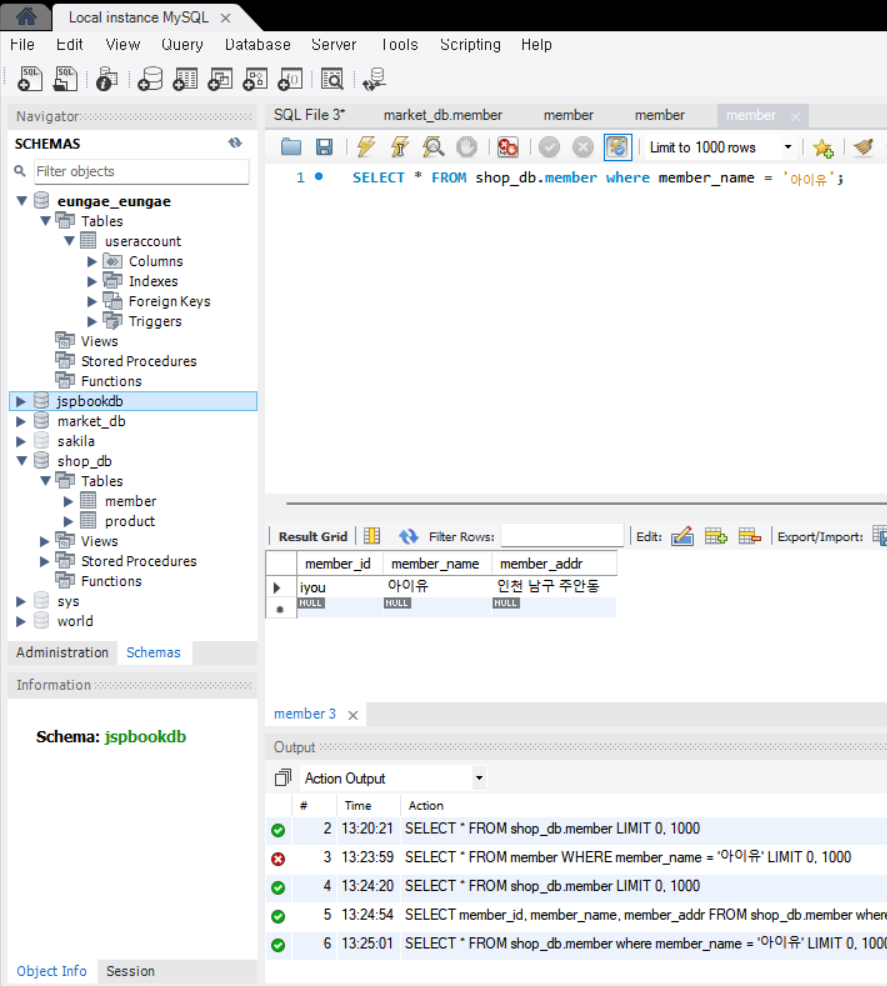 Local instance MySQL
File Edit View Query Database Server Tools Scripting Help
Navigator
SCHEMAS
Filter objects
eungae_eungae
Tables
useraccount
Columns
Indexes
Foreign Keys
Triggers
Views
Stored Procedures
Functions
jspbookdb
market_db
sakila
shop_db
Tables
member
product
Views
Stored Procedures
Functions
sys
world
Administration Schemas
Information
Schema: jspbookdb
Object Info Session
SQL File 3* market_db.member member member member
Limit to 1000 rows
1 SELECT * FROM shop_db.member where member_name = '아이유';
Result Grid Filter Rows: Edit: Export/Import:
member_id member_name member_addr
iyou 아이유 인천 남구 주안동
NULL NULL NULL
member 3
Output
Action Output
# Time Action
2 13:20:21 SELECT * FROM shop_db.member LIMIT 0, 1000
3 13:23:59 SELECT * FROM member WHERE member_name = '아이유' LIMIT 0, 1000
4 13:24:20 SELECT * FROM shop_db.member LIMIT 0, 1000
5 13:24:54 SELECT member_id, member_name, member_addr FROM shop_db.member where
6 13:25:01 SELECT * FROM shop_db.member where member_name = '아이유' LIMIT 0, 1000